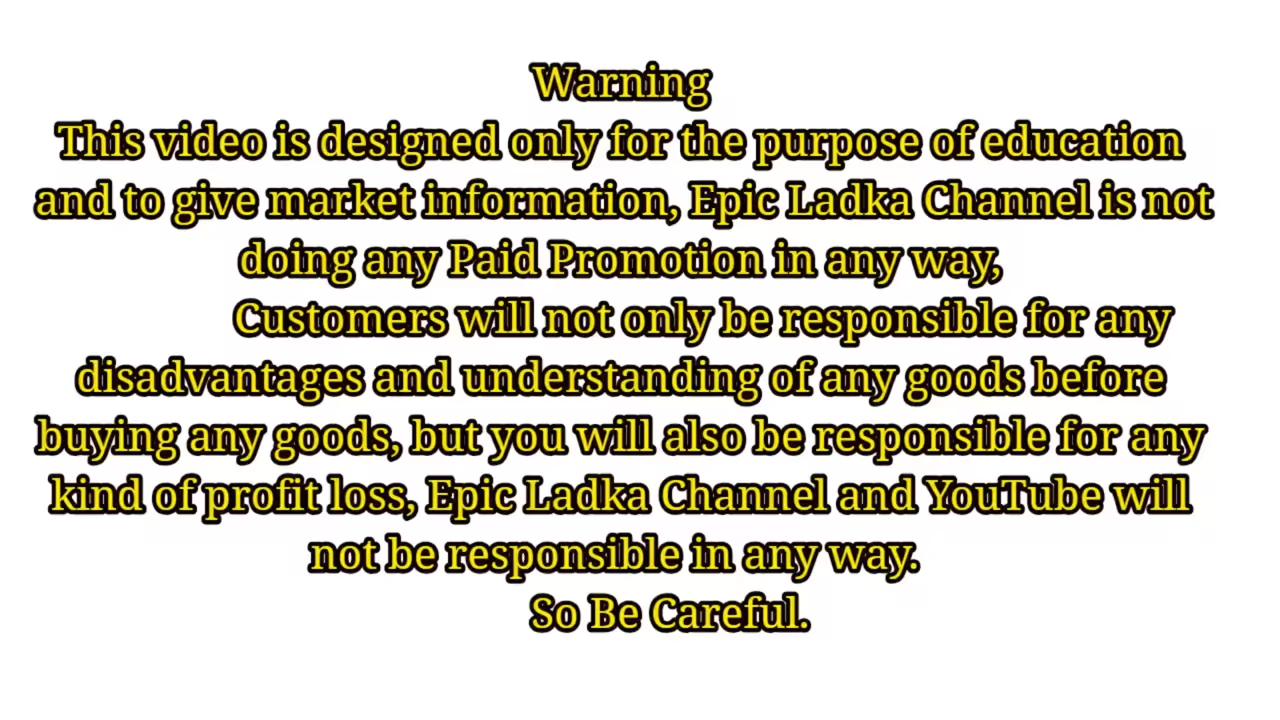 Warning
This video is designed only for the purpose of education
and to give market information, Epic Ladka Channel is not
doing any Paid Promotion in any way,
Customers will not only be responsible for any
disadvantages and understanding of any goods before
buying any goods, but you will also be responsible for any
kind of profit loss, Epic Ladka Channel and YouTube will
not be responsible in any way.
So Be Careful.